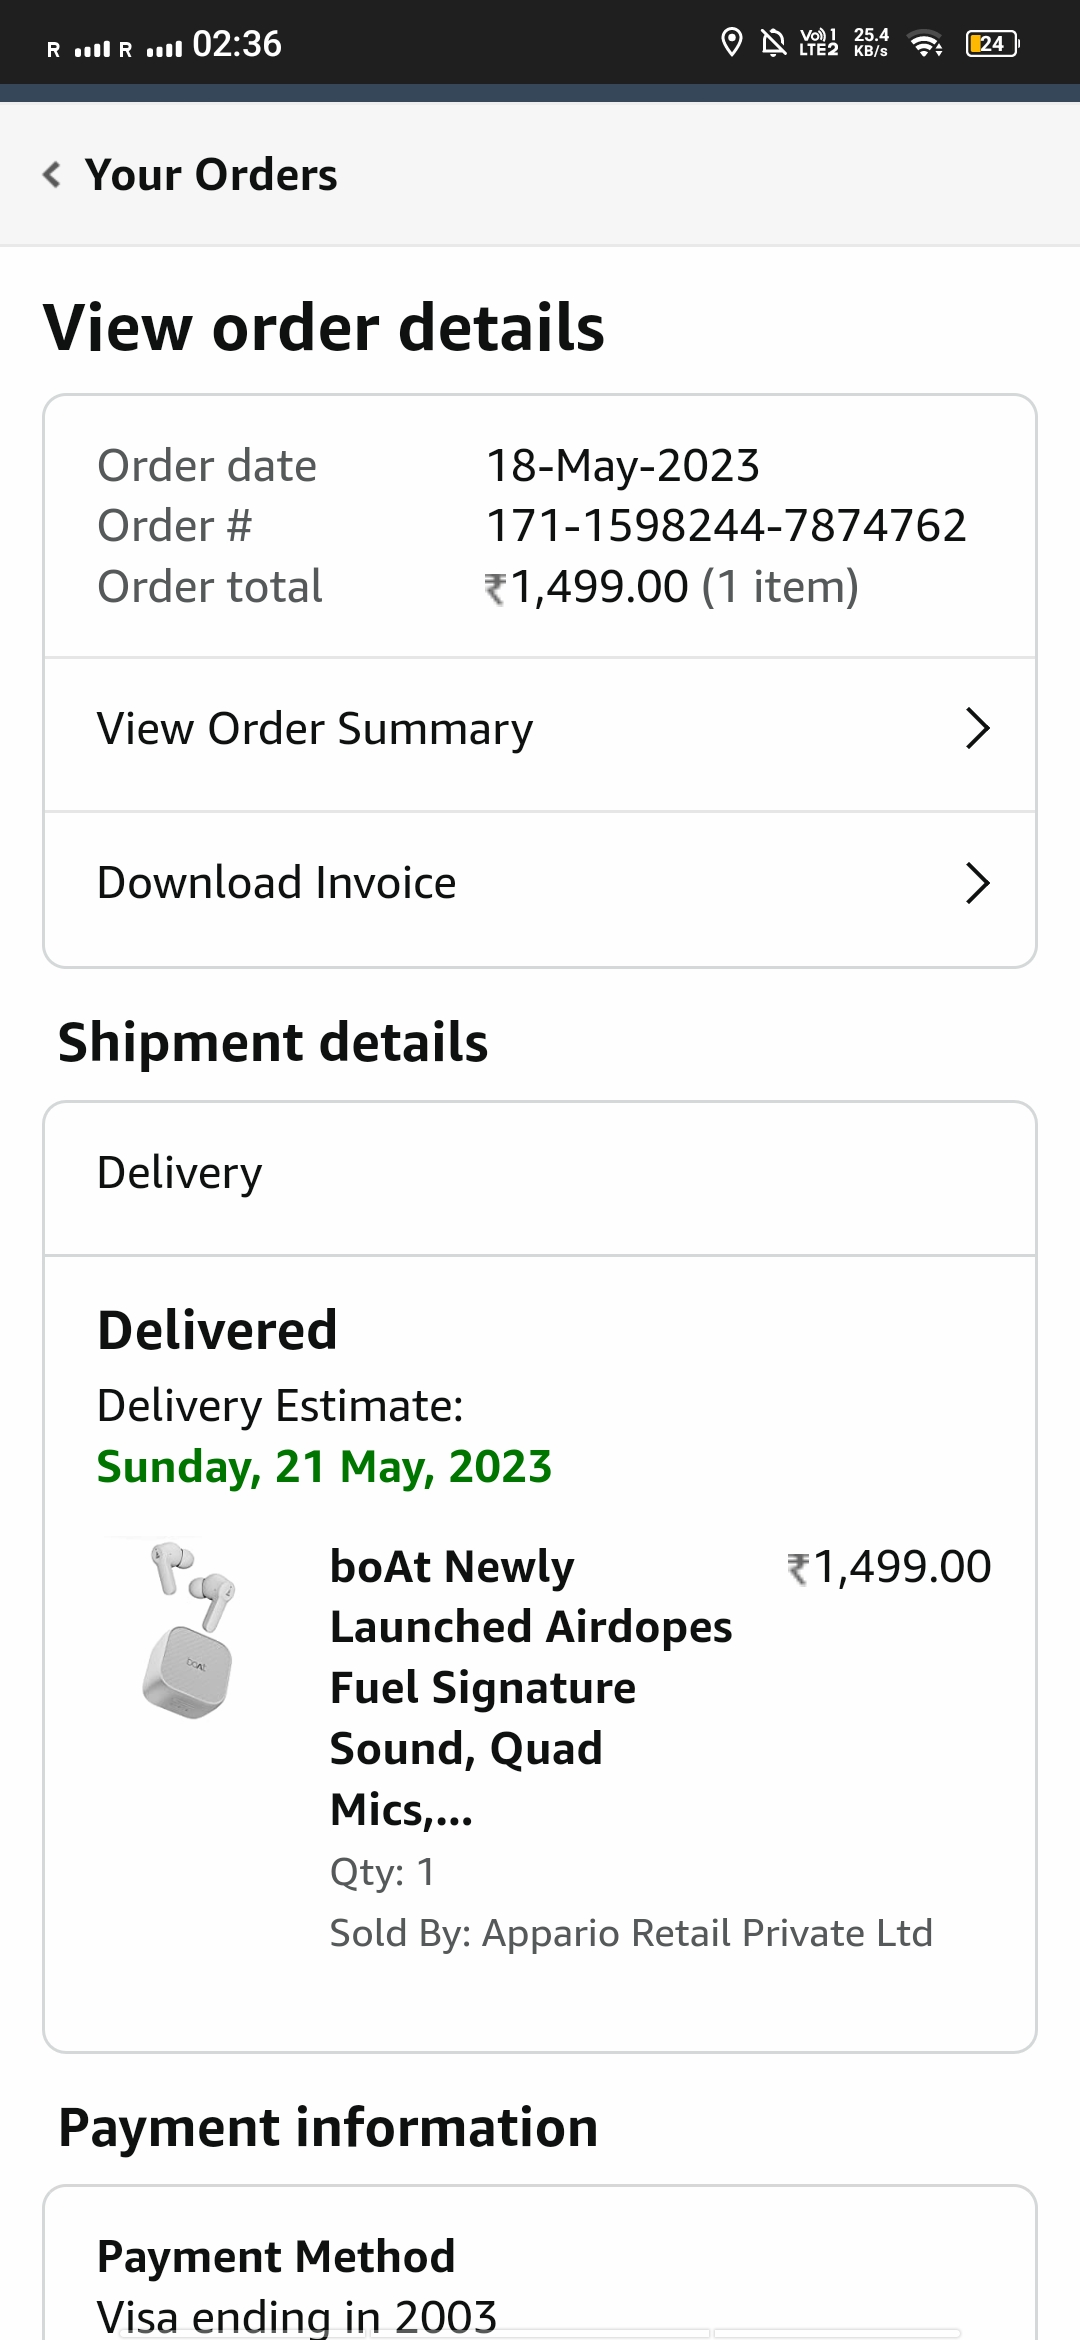 R R 02:36 Vo) 1 LTE2 25.4 KB/s 24
Your Orders
View order details
Order date 18-May-2023
Order # 171-1598244-7874762
Order total ₹1,499.00 (1 item)
View Order Summary
Download Invoice
Shipment details
Delivery
Delivered
Delivery Estimate:
Sunday, 21 May, 2023
boAt
boAt Newly ₹1,499.00
Launched Airdopes
Fuel Signature
Sound, Quad
Mics,...
Qty: 1
Sold By: Appario Retail Private Ltd
Payment information
Payment Method
Visa ending in 2003